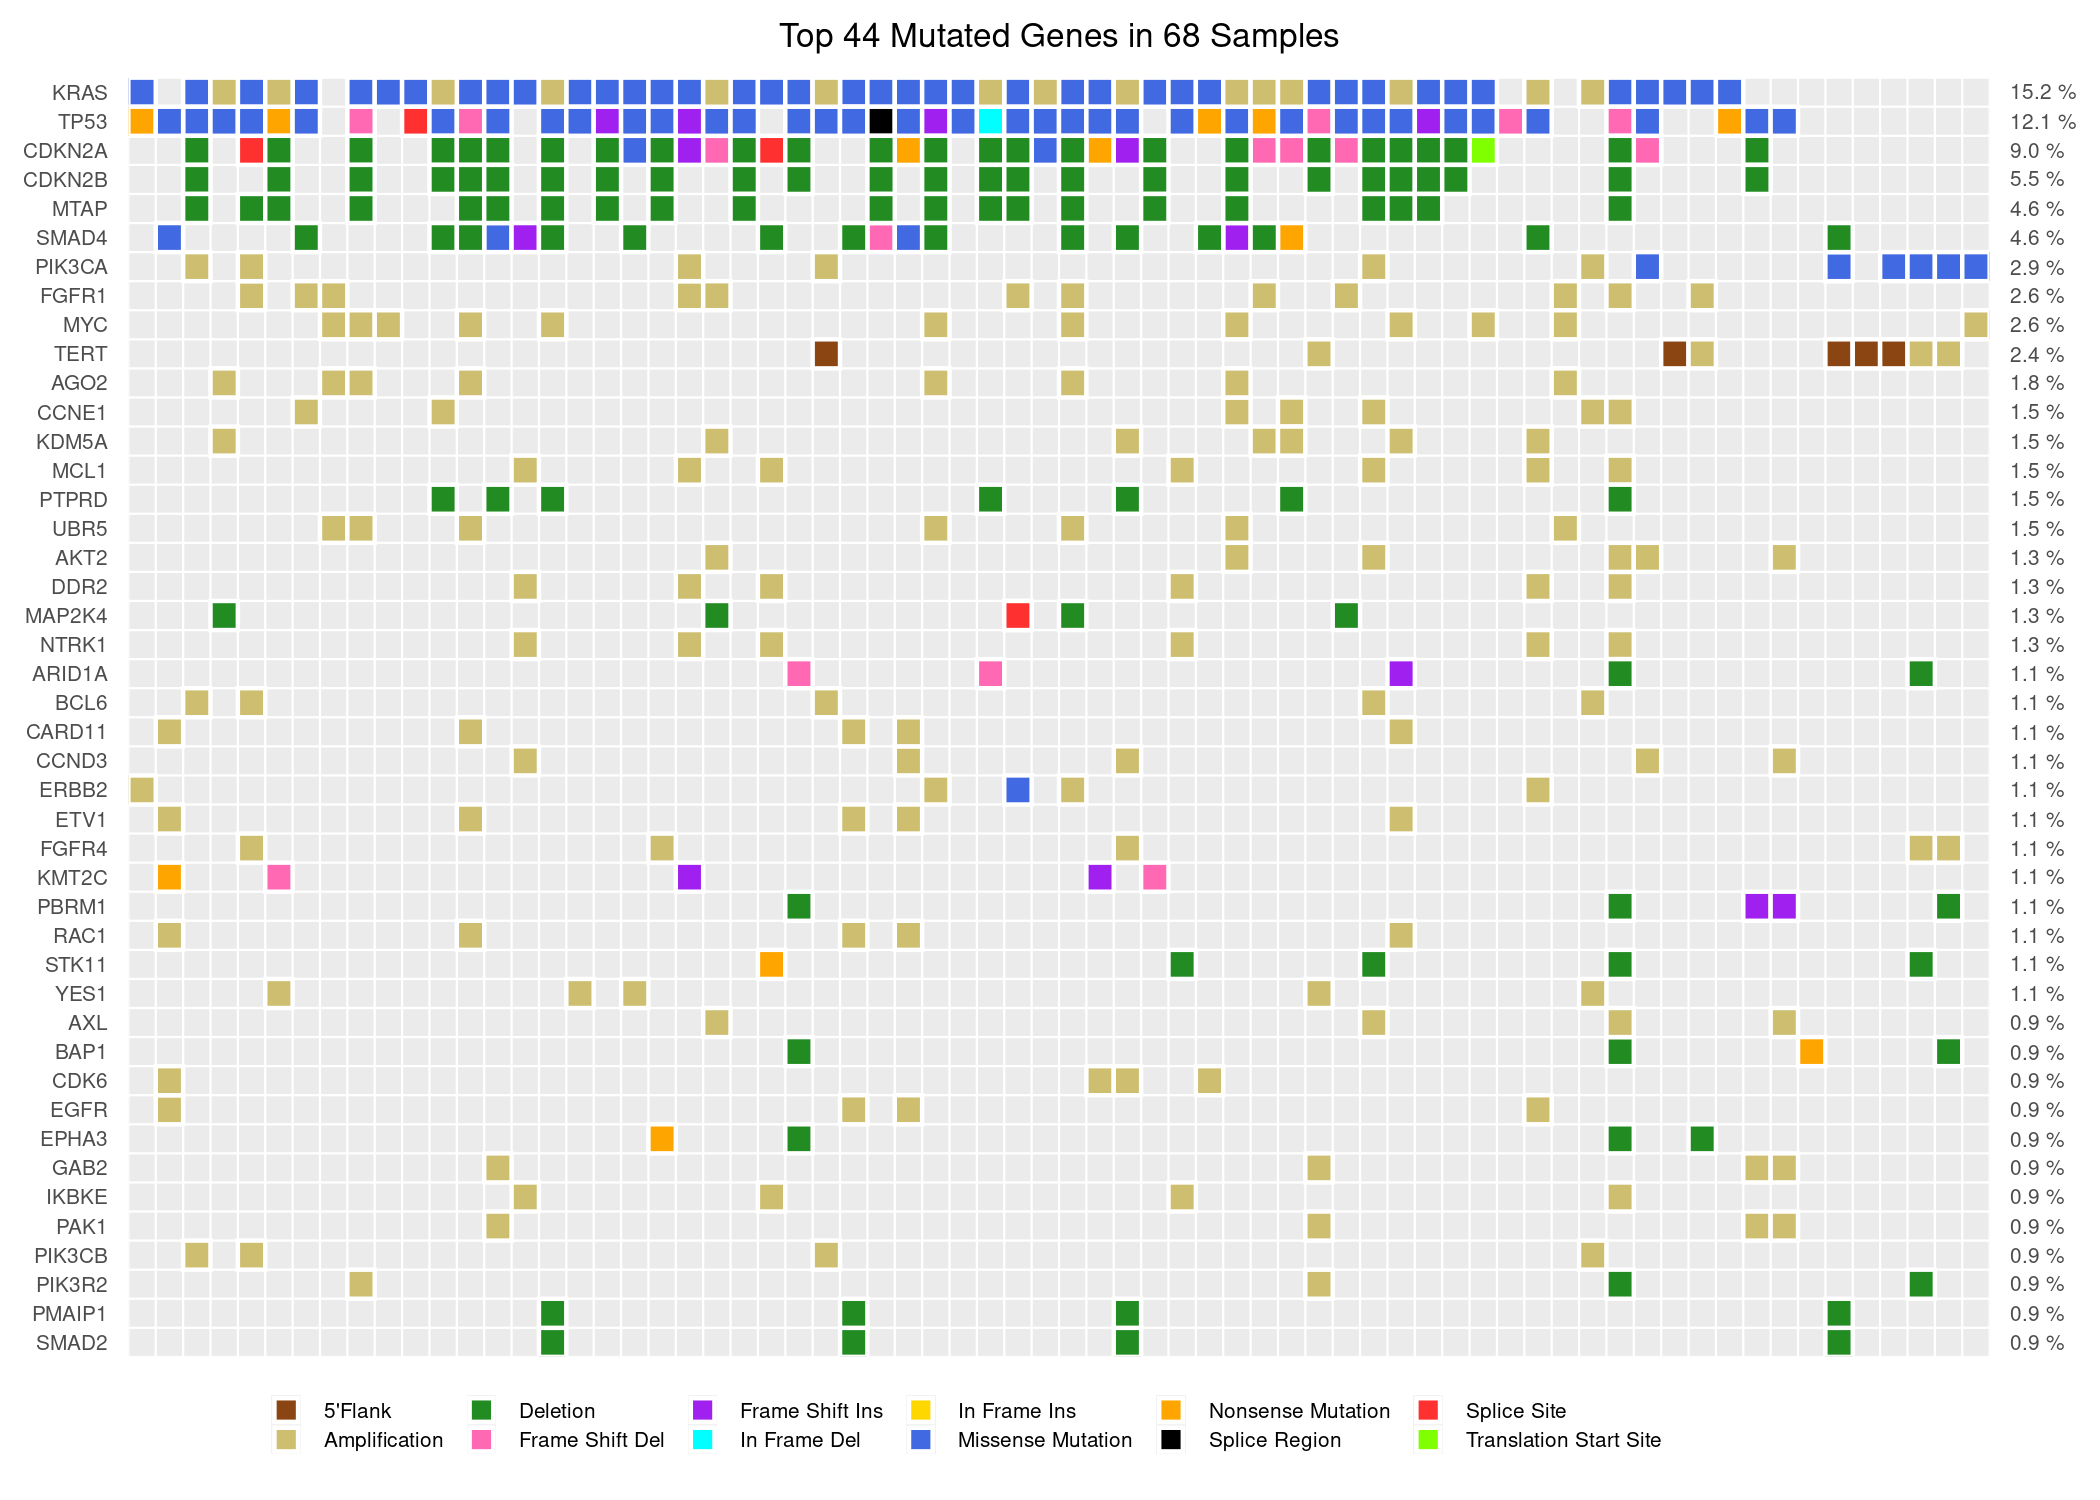 Top 44 Mutated Genes in 68 Samples
KRAS 15.2 %
TP53 12.1 %
CDKN2A 9.0 %
CDKN2B 5.5 %
MTAP 4.6 %
SMAD4 4.6 %
PIK3CA 2.9 %
FGFR1 2.6 %
MYC 2.6 %
TERT 2.4 %
AGO2 1.8 %
CCNE1 1.5 %
KDM5A 1.5 %
MCL1 1.5 %
PTPRD 1.5 %
UBR5 1.5 %
AKT2 1.3 %
DDR2 1.3 %
MAP2K4 1.3 %
NTRK1 1.3 %
ARID1A 1.1 %
BCL6 1.1 %
CARD11 1.1 %
CCND3 1.1 %
ERBB2 1.1 %
ETV1 1.1 %
FGFR4 1.1 %
KMT2C 1.1 %
PBRM1 1.1 %
RAC1 1.1 %
STK11 1.1 %
YES1 1.1 %
AXL 0.9 %
BAP1 0.9 %
CDK6 0.9 %
EGFR 0.9 %
EPHA3 0.9 %
GAB2 0.9 %
IKBKE 0.9 %
PAK1 0.9 %
PIK3CB 0.9 %
PIK3R2 0.9 %
PMAIP1 0.9 %
SMAD2 0.9 %
5'Flank Deletion Frame Shift Ins In Frame Ins Nonsense Mutation Splice Site
Amplification Frame Shift Del In Frame Del Missense Mutation Splice Region Translation Start Site